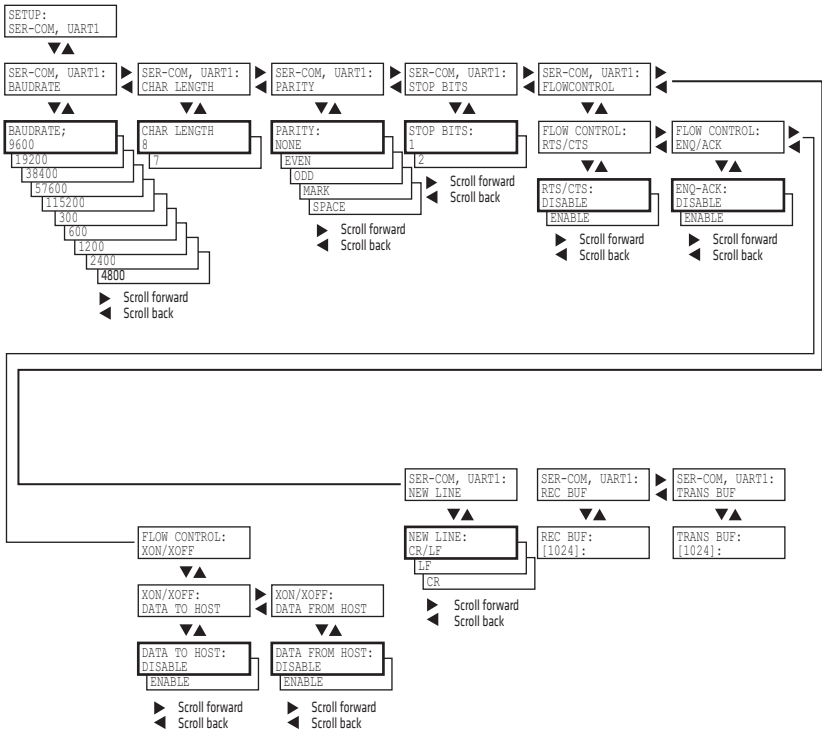 SETUP:
SER-COM, UART1
SER-COM, UART1:
BAUDRATE
SER-COM, UART1:
CHAR LENGTH
SER-COM, UART1:
PARITY
SER-COM, UART1:
STOP BITS
SER-COM, UART1:
FLOWCONTROL
BAUDRATE;
9600
19200
38400
57600
115200
300
600
1200
2400
4800
Scroll forward
Scroll back
CHAR LENGTH
8
7
PARITY:
NONE
EVEN
ODD
MARK
SPACE
Scroll forward
Scroll back
STOP BITS:
1
2
Scroll forward
Scroll back
FLOW CONTROL:
RTS/CTS
FLOW CONTROL:
ENQ/ACK
RTS/CTS:
DISABLE
ENABLE
Scroll forward
Scroll back
ENQ-ACK:
DISABLE
ENABLE
Scroll forward
Scroll back
SER-COM, UART1:
NEW LINE
SER-COM, UART1:
REC BUF
SER-COM, UART1:
TRANS BUF
NEW LINE:
CR/LF
LF
CR
Scroll forward
Scroll back
REC BUF:
[1024]:
TRANS BUF:
[1024]:
FLOW CONTROL:
XON/XOFF
XON/XOFF:
DATA TO HOST
XON/XOFF:
DATA FROM HOST
DATA TO HOST:
DISABLE
ENABLE
Scroll forward
Scroll back
DATA FROM HOST:
DISABLE
ENABLE
Scroll forward
Scroll back